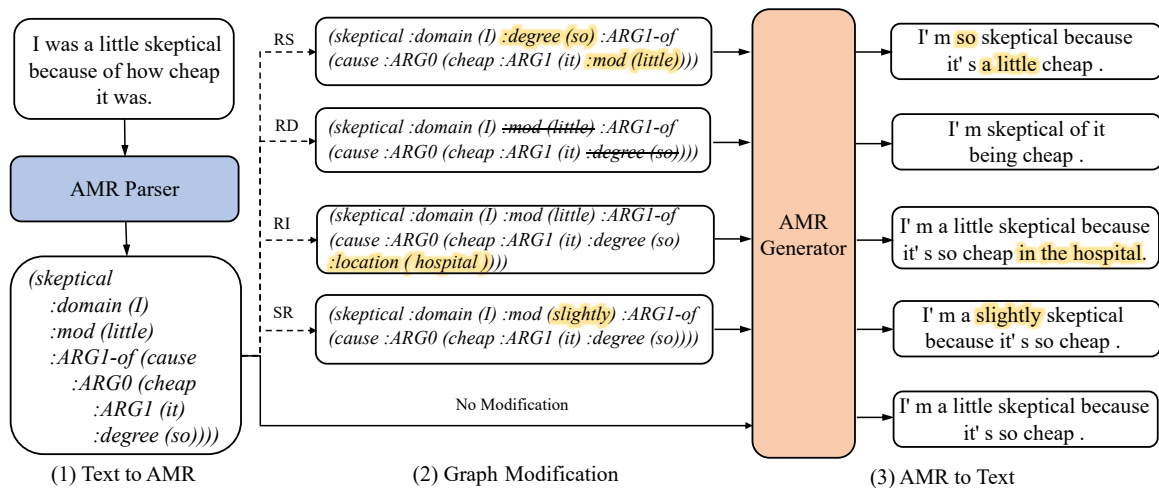 I was a little skeptical
because of how cheap
it was.
AMR Parser
(skeptical
:domain (I)
:mod (little)
:ARG1-of (cause
:ARG0 (cheap
:ARG1 (it)
:degree (so))))
(1) Text to AMR
RS
(skeptical :domain (I) :degree (so) :ARG1-of
(cause :ARG0 (cheap :ARG1 (it) :mod (little))))
RD
(skeptical :domain (I) :mod (little) :ARG1-of
(cause :ARG0 (cheap :ARG1 (it) :degree (so))))
RI
(skeptical :domain (I) :mod (little) :ARG1-of
(cause :ARG0 (cheap :ARG1 (it) :degree (so)
:location ( hospital ))))
SR
(skeptical :domain (I) :mod (slightly) :ARG1-of
(cause :ARG0 (cheap :ARG1 (it) :degree (so))))
No Modification
(2) Graph Modification
AMR
Generator
I' m so skeptical because
it' s a little cheap .
I' m skeptical of it
being cheap .
I' m a little skeptical because
it' s so cheap in the hospital.
I' m a slightly skeptical
because it' s so cheap .
I' m a little skeptical because
it' s so cheap .
(3) AMR to Text